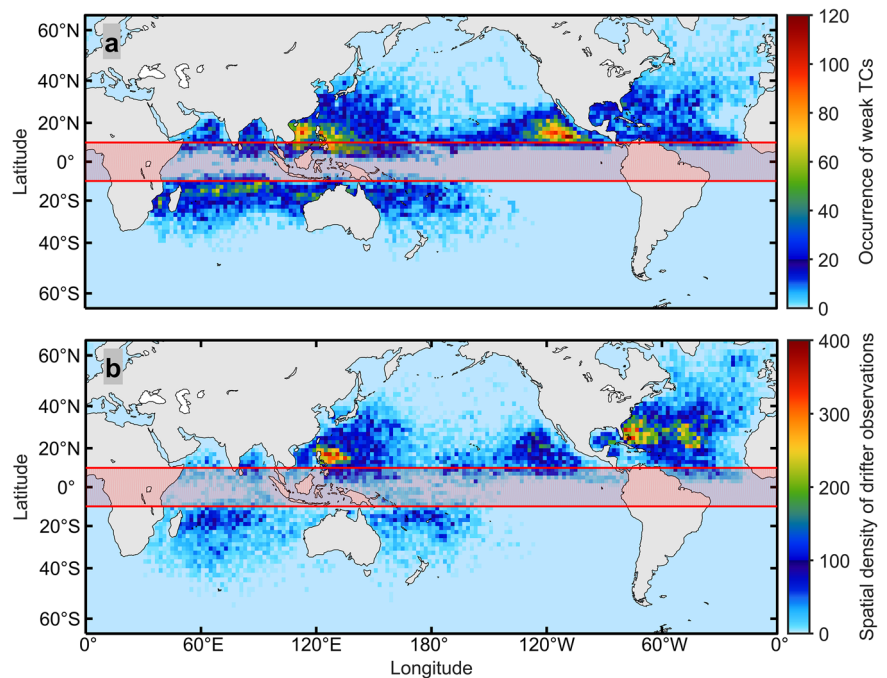 a
60°N
40°N
20°N
0°
20°S
40°S
60°S
Latitude
120
100
80
60
40
20
0
Occurrence of weak TCs
b
60°N
40°N
20°N
0°
20°S
40°S
60°S
Latitude
0°
60°E
120°E
180°
120°W
60°W
0°
Longitude
400
300
200
100
0
Spatial density of drifter observations